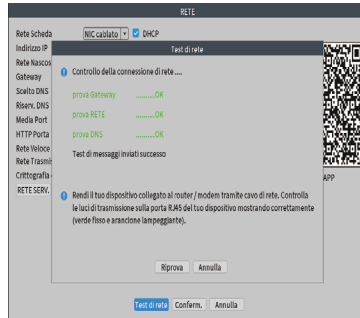 RETE
Rete Scheda NIC cablato DHCP
Indirizzo IP
Test di rete
Rete Nascos
Gateway
Controllo della connessione di rete ....
Scelto DNS
prova Gateway ..........OK
Riserv. DNS
Media Port
prova RETE ..........OK
HTTP Porta
prova DNS ..........OK
Rete Veloce
Rete Trasmis
Test di messaggi inviati successo
Crittografia
APP
RETE SERV.
Rendi il tuo dispositivo collegato al router / modem tramite cavo di rete. Controlla
le luci di trasmissione sulla porta RJ45 del tuo dispositivo mostrando correttamente
(verde fisso e arancione lampeggiante).
Riprova Annulla
Test di rete Conferm. Annulla